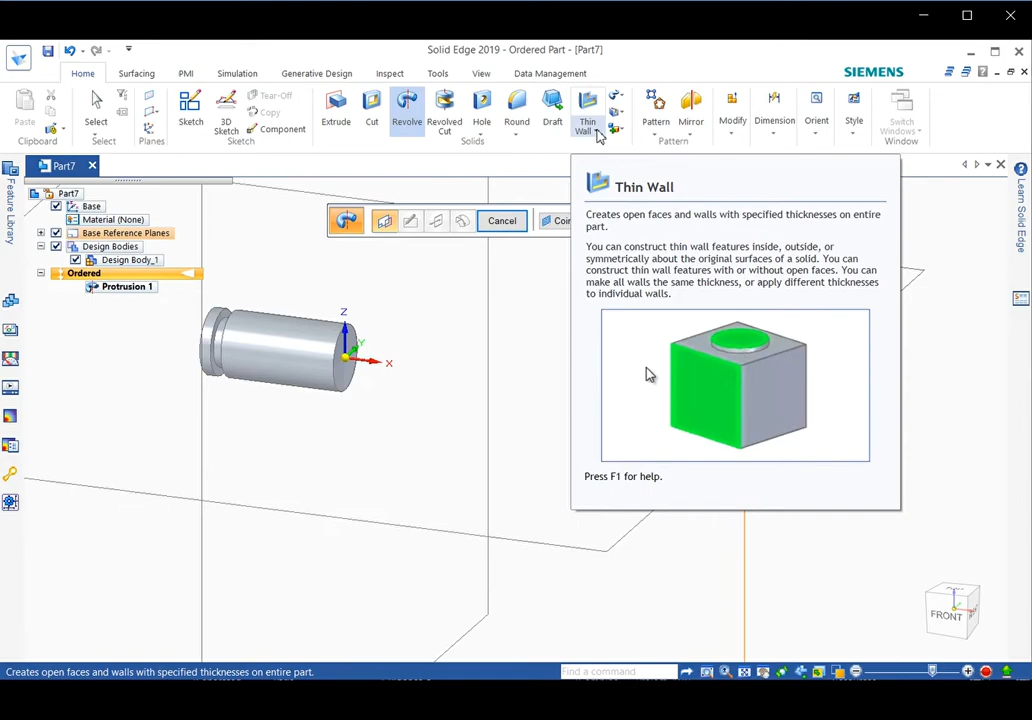 Solid Edge 2019 - Ordered Part - [Part7]
Home
Surfacing
PMI
Simulation
Generative Design
Inspect
Tools
View
Data Management
SIEMENS
Paste
Clipboard
Select
Select
Planes
Sketch
3D
Sketch
Tear-Off
Copy
Component
Sketch
Extrude
Cut
Revolve
Revolved
Cut
Hole
Round
Draft
Thin
Wall
Solids
Pattern
Mirror
Pattern
Modify
Dimension
Orient
Style
Switch
Windows
Window
Part7
Feature Library
Learn Solid Edge
Part7
Base
Material (None)
Base Reference Planes
Design Bodies
Design Body_1
Ordered
Protrusion 1
Cancel
Thin Wall
Creates open faces and walls with specified thicknesses on entire
part.
You can construct thin wall features inside, outside, or
symmetrically about the original surfaces of a solid. You can
construct thin wall features with or without open faces. You can
make all walls the same thickness, or apply different thicknesses
to individual walls.
Press F1 for help.
Z
Y
X
FRONT
Creates open faces and walls with specified thicknesses on entire part.
Find a command